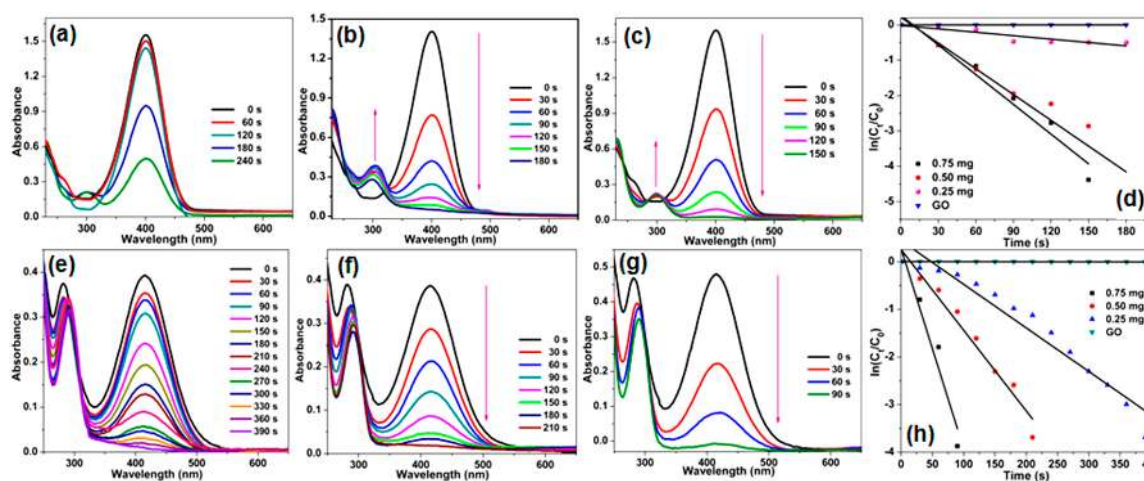 (a)
Absorbance
1.5
1.2
0.9
0.6
0.3
0.0
0 s
60 s
120 s
180 s
240 s
300 400 500 600
Wavelength (nm)
(b)
Absorbance
1.5
1.2
0.9
0.6
0.3
0.0
0 s
30 s
60 s
90 s
120 s
150 s
180 s
300 400 500 600
Wavelength (nm)
(c)
Absorbance
1.5
1.2
0.9
0.6
0.3
0.0
0 s
30 s
60 s
90 s
120 s
150 s
300 400 500 600
Wavelength (nm)
(d)
ln(Ct/C0)
0
-1
-2
-3
-4
-5
0.75 mg
0.50 mg
0.25 mg
GO
0 30 60 90 120 150 180
Time (s)
(e)
Absorbance
0.4
0.3
0.2
0.1
0.0
0 s
30 s
60 s
90 s
120 s
150 s
180 s
210 s
240 s
270 s
300 s
330 s
360 s
390 s
300 400 500 600
Wavelength (nm)
(f)
Absorbance
0.4
0.3
0.2
0.1
0.0
0 s
30 s
60 s
90 s
120 s
150 s
180 s
210 s
300 400 500 600
Wavelength (nm)
(g)
Absorbance
0.5
0.4
0.3
0.2
0.1
0.0
0 s
30 s
60 s
90 s
300 400 500 600
Wavelength (nm)
(h)
ln(Ct/C0)
0
-1
-2
-3
-4
0.75 mg
0.50 mg
0.25 mg
GO
0 50 100 150 200 250 300 350
Time (s)